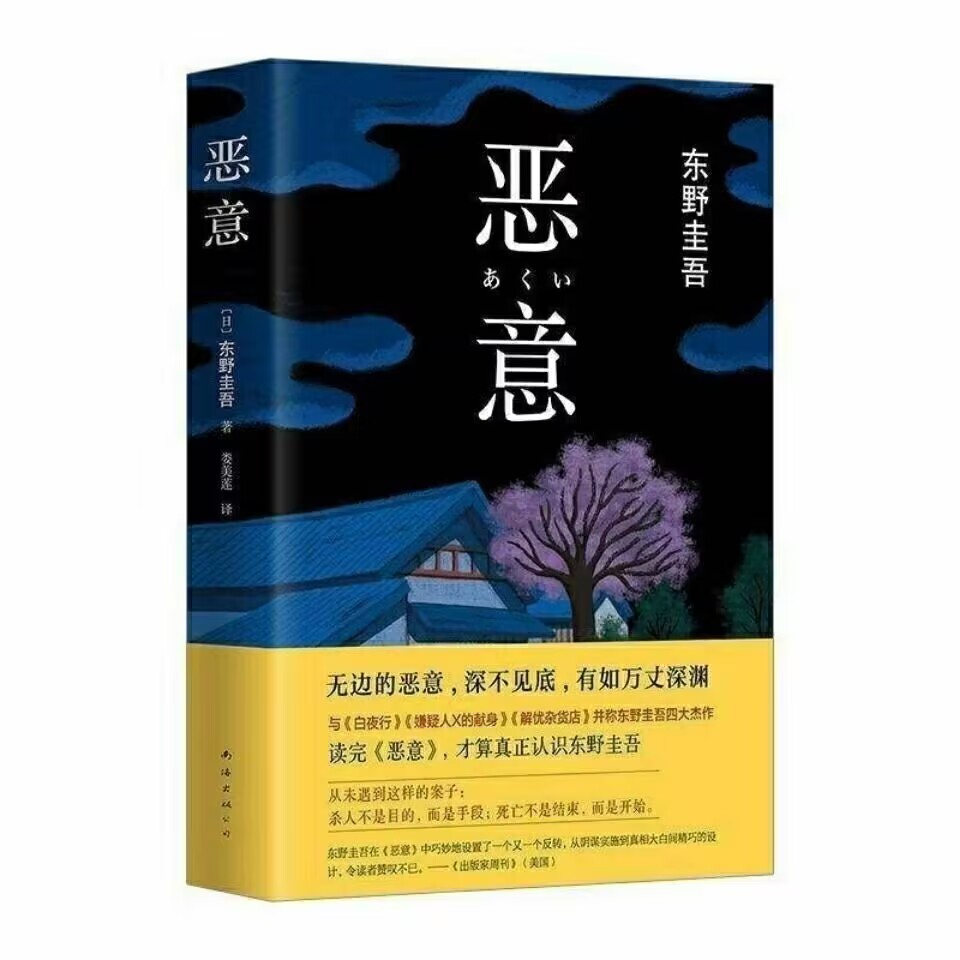 恶意
[日]东野圭吾 著 娄美莲 译
南海出版公司
恶
あくい
意
东野圭吾
无边的恶意,深不见底,有如万丈深渊
与《白夜行》《嫌疑人X的献身》《解忧杂货店》并称东野圭吾四大杰作
读完《恶意》,才算真正认识东野圭吾
从未遇到这样的案子:
杀人不是目的,而是手段;死亡不是结束,而是开始。
东野圭吾在《恶意》中巧妙地设置了一个又一个反转,从阴谋实施到真相大白间精巧的设
计,令读者赞叹不已。——《出版家周刊》(美国)